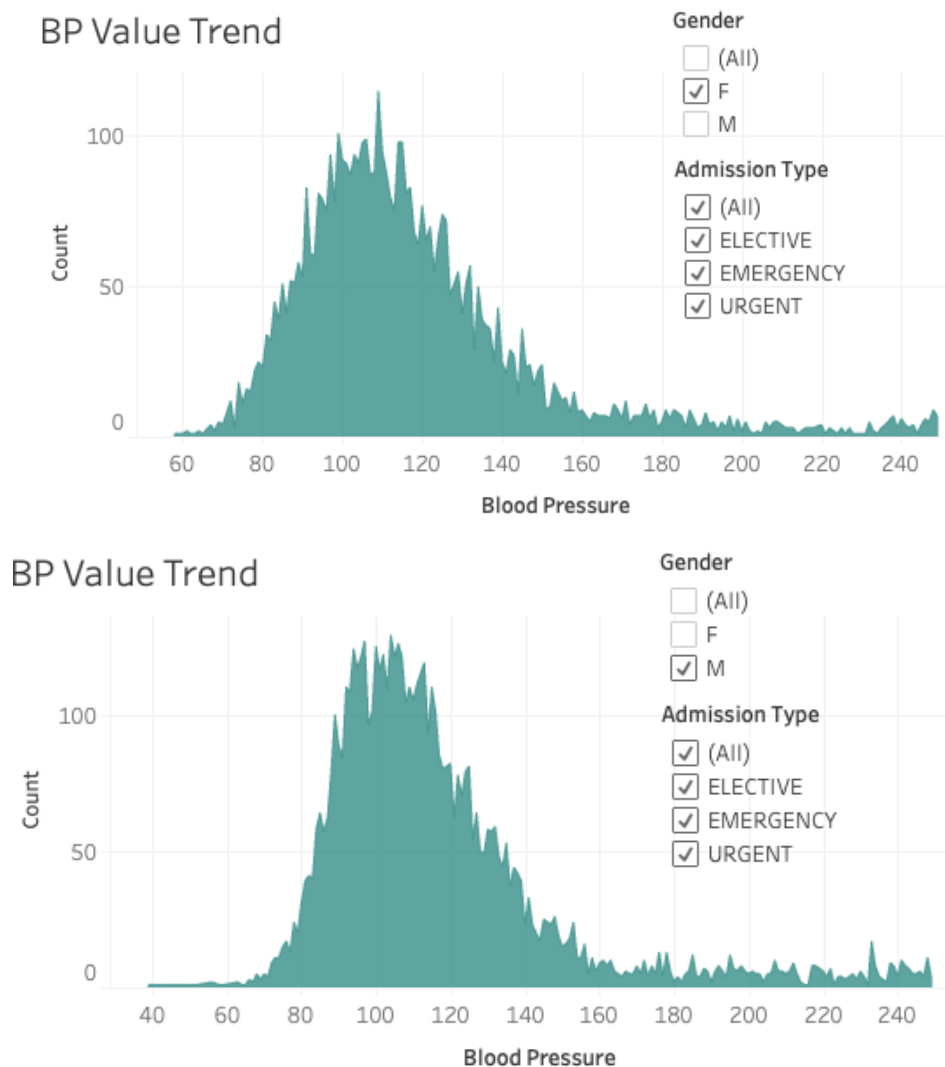 BP Value Trend
Gender
(All)
F
M
Admission Type
(All)
ELECTIVE
EMERGENCY
URGENT
100
50
0
Count
60 80 100 120 140 160 180 200 220 240
Blood Pressure
BP Value Trend
Gender
(All)
F
M
Admission Type
(All)
ELECTIVE
EMERGENCY
URGENT
100
50
0
Count
40 60 80 100 120 140 160 180 200 220 240
Blood Pressure